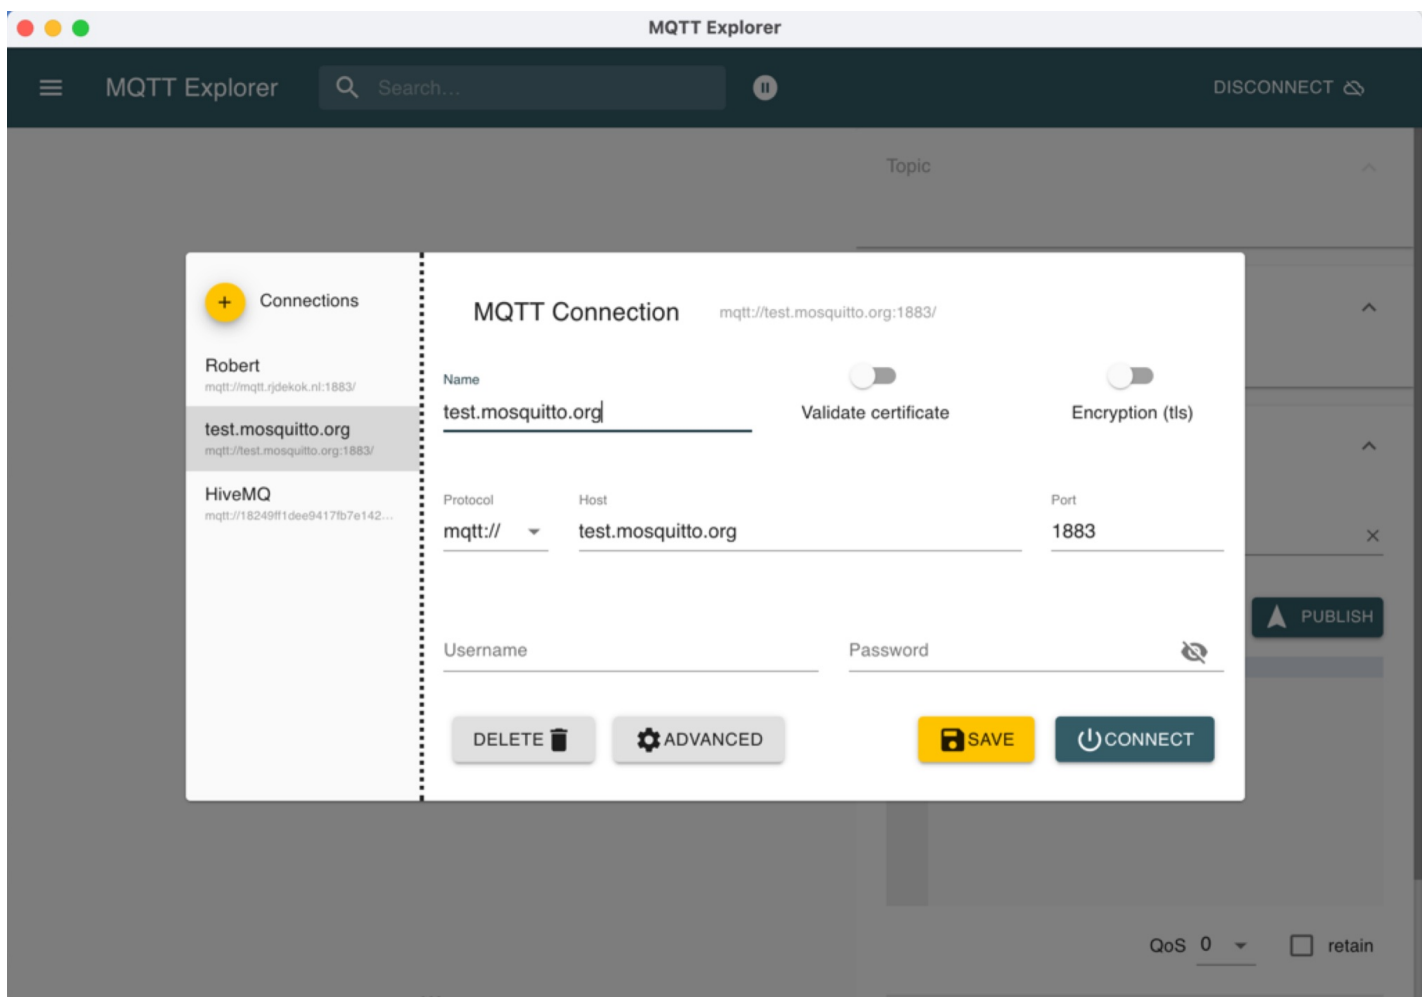 MQTT Explorer
MQTT Explorer
Search...
DISCONNECT
Topic
+ Connections
Robert
mqtt://mqtt.rjdekok.nl:1883/
test.mosquitto.org
mqtt://test.mosquitto.org:1883/
HiveMQ
mqtt://18249ff1dee9417fb7e142...
MQTT Connection mqtt://test.mosquitto.org:1883/
Name
test.mosquitto.org
Validate certificate
Encryption (tls)
Protocol
mqtt://
Host
test.mosquitto.org
Port
1883
Username
Password
DELETE
ADVANCED
SAVE
CONNECT
PUBLISH
QoS 0
retain